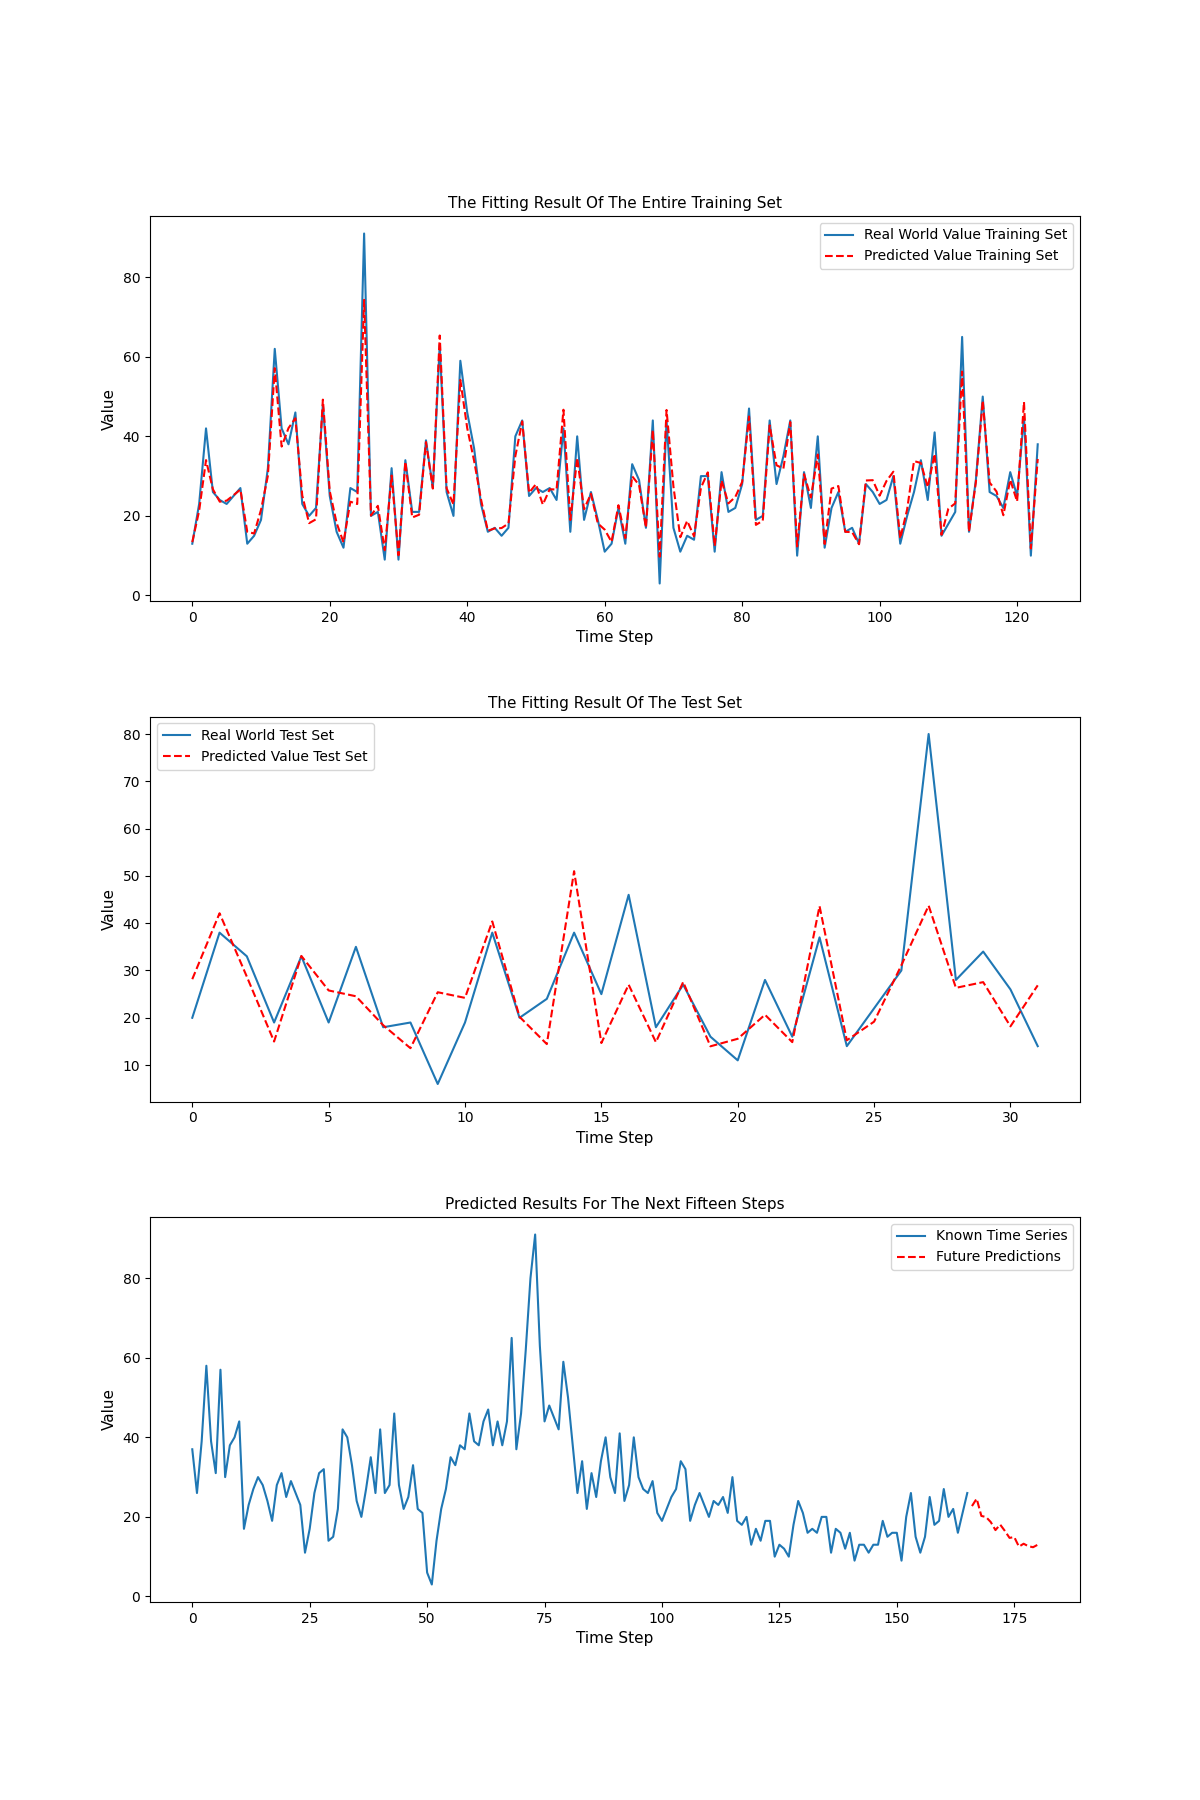 The Fitting Result Of The Entire Training Set
Real World Value Training Set
Predicted Value Training Set
Value
80
60
40
20
0
0 20 40 60 80 100 120
Time Step
The Fitting Result Of The Test Set
Real World Test Set
Predicted Value Test Set
Value
80
70
60
50
40
30
20
10
0 5 10 15 20 25 30
Time Step
Predicted Results For The Next Fifteen Steps
Known Time Series
Future Predictions
Value
80
60
40
20
0
0 25 50 75 100 125 150 175
Time Step